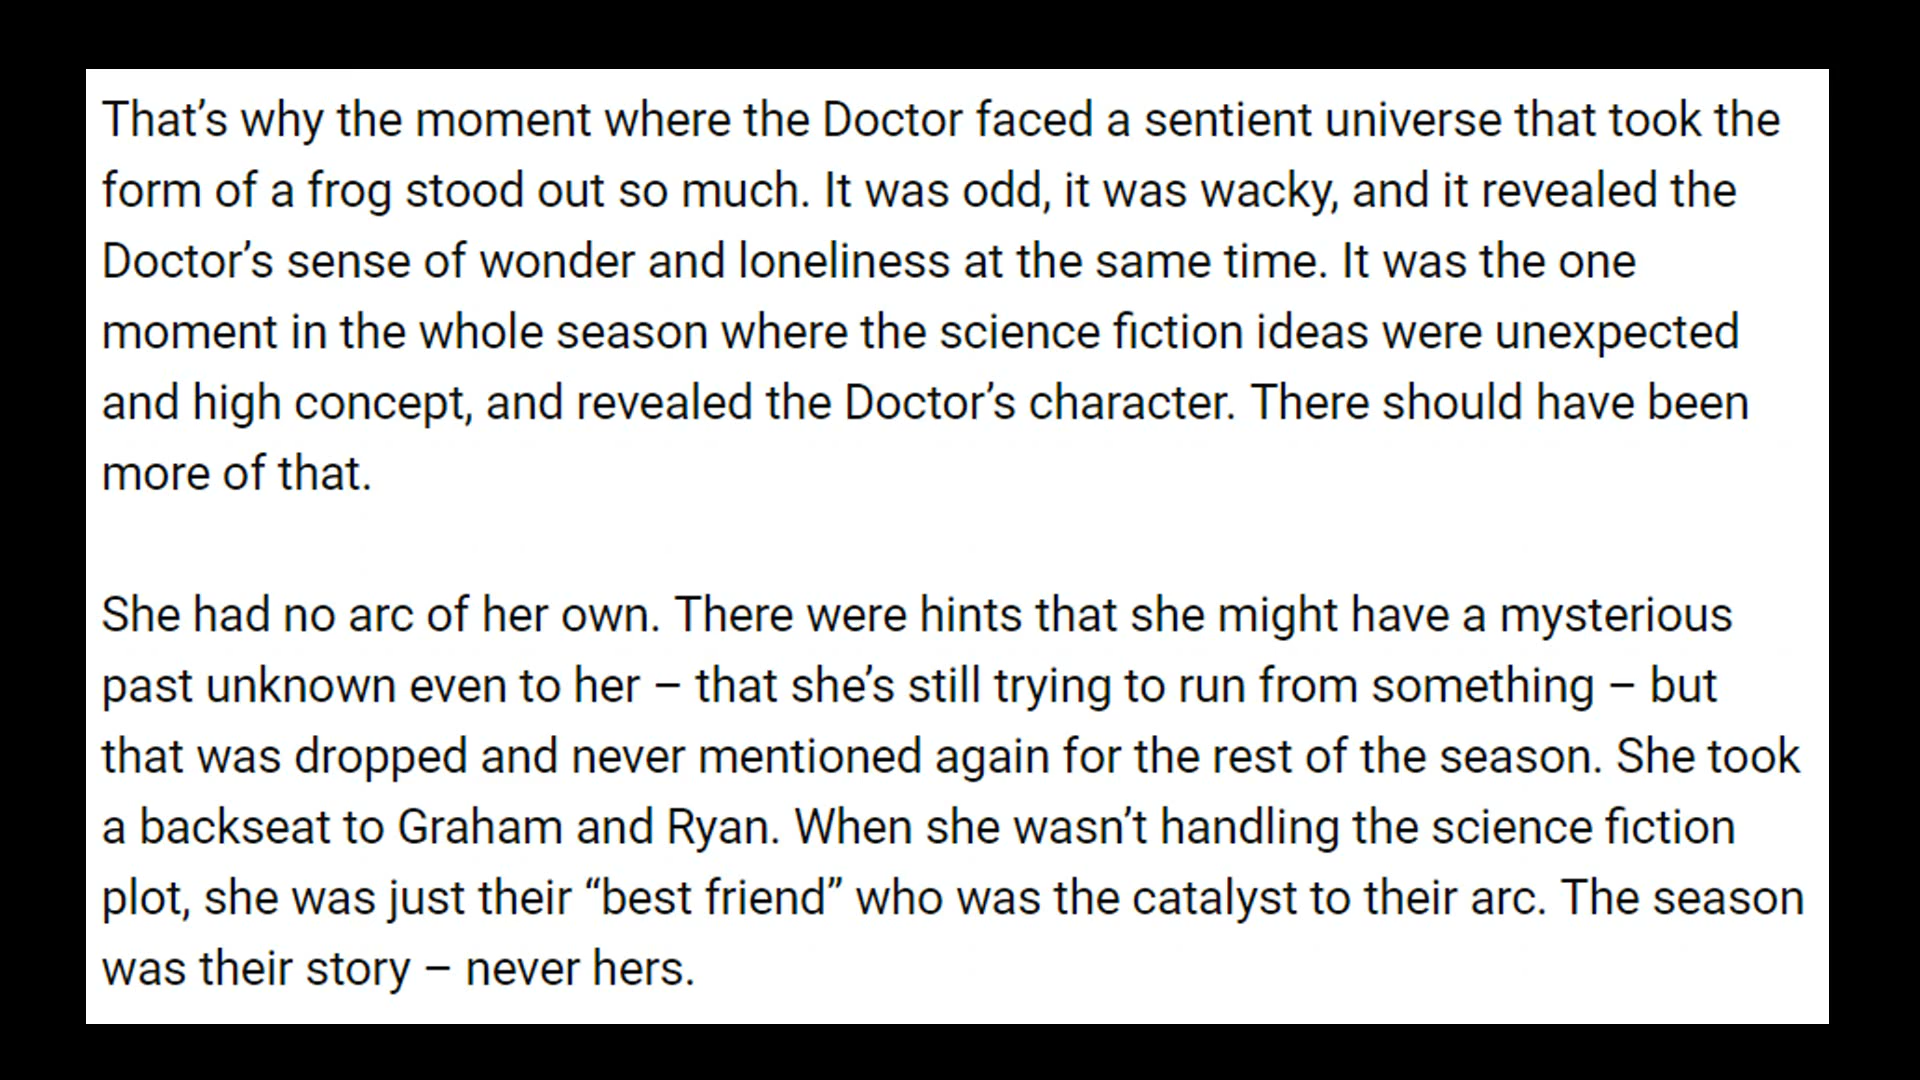 That’s why the moment where the Doctor faced a sentient universe that took the
form of a frog stood out so much. It was odd, it was wacky, and it revealed the
Doctor’s sense of wonder and loneliness at the same time. It was the one
moment in the whole season where the science fiction ideas were unexpected
and high concept, and revealed the Doctor’s character. There should have been
more of that.
She had no arc of her own. There were hints that she might have a mysterious
past unknown even to her – that she’s still trying to run from something – but
that was dropped and never mentioned again for the rest of the season. She took
a backseat to Graham and Ryan. When she wasn’t handling the science fiction
plot, she was just their “best friend” who was the catalyst to their arc. The season
was their story – never hers.